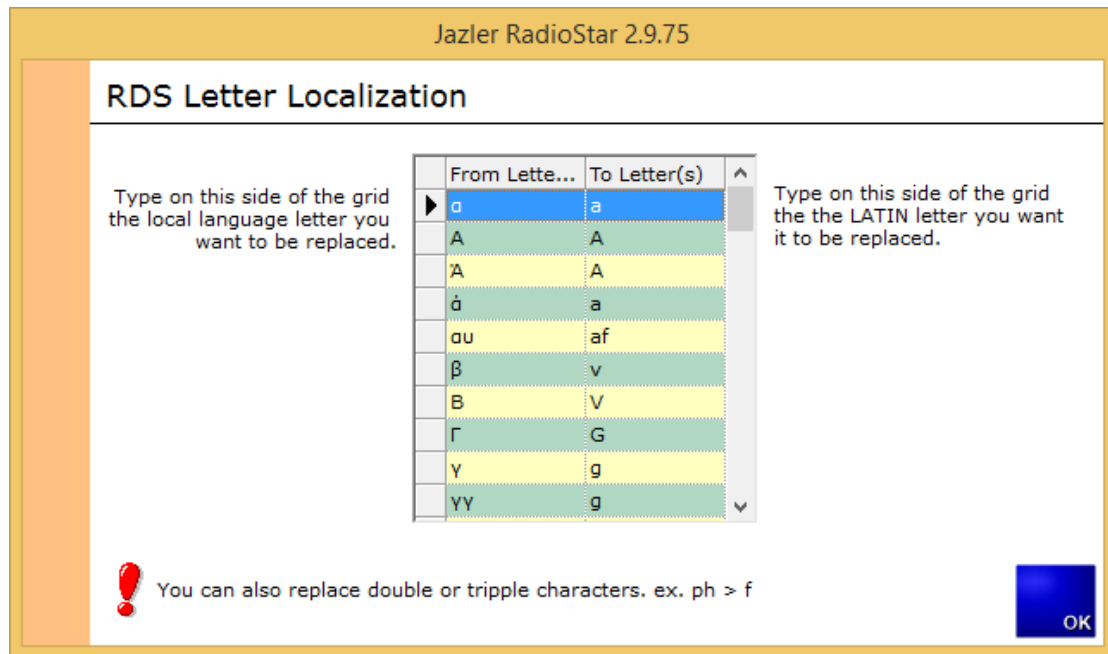 Jazler RadioStar 2.9.75
RDS Letter Localization
Type on this side of the grid
the local language letter you
want to be replaced.
From Lette... To Letter(s)
α a
Α A
Ά A
ά a
αυ af
β v
Β V
Γ G
γ g
γγ g
Type on this side of the grid
the the LATIN letter you want
it to be replaced.
You can also replace double or tripple characters. ex. ph > f
OK